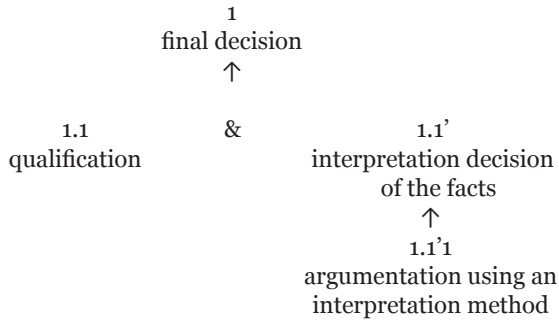 1
final decision
↑
1.1 & 1.1’
qualification interpretation decision
of the facts
↑
1.1’1
argumentation using an
interpretation method